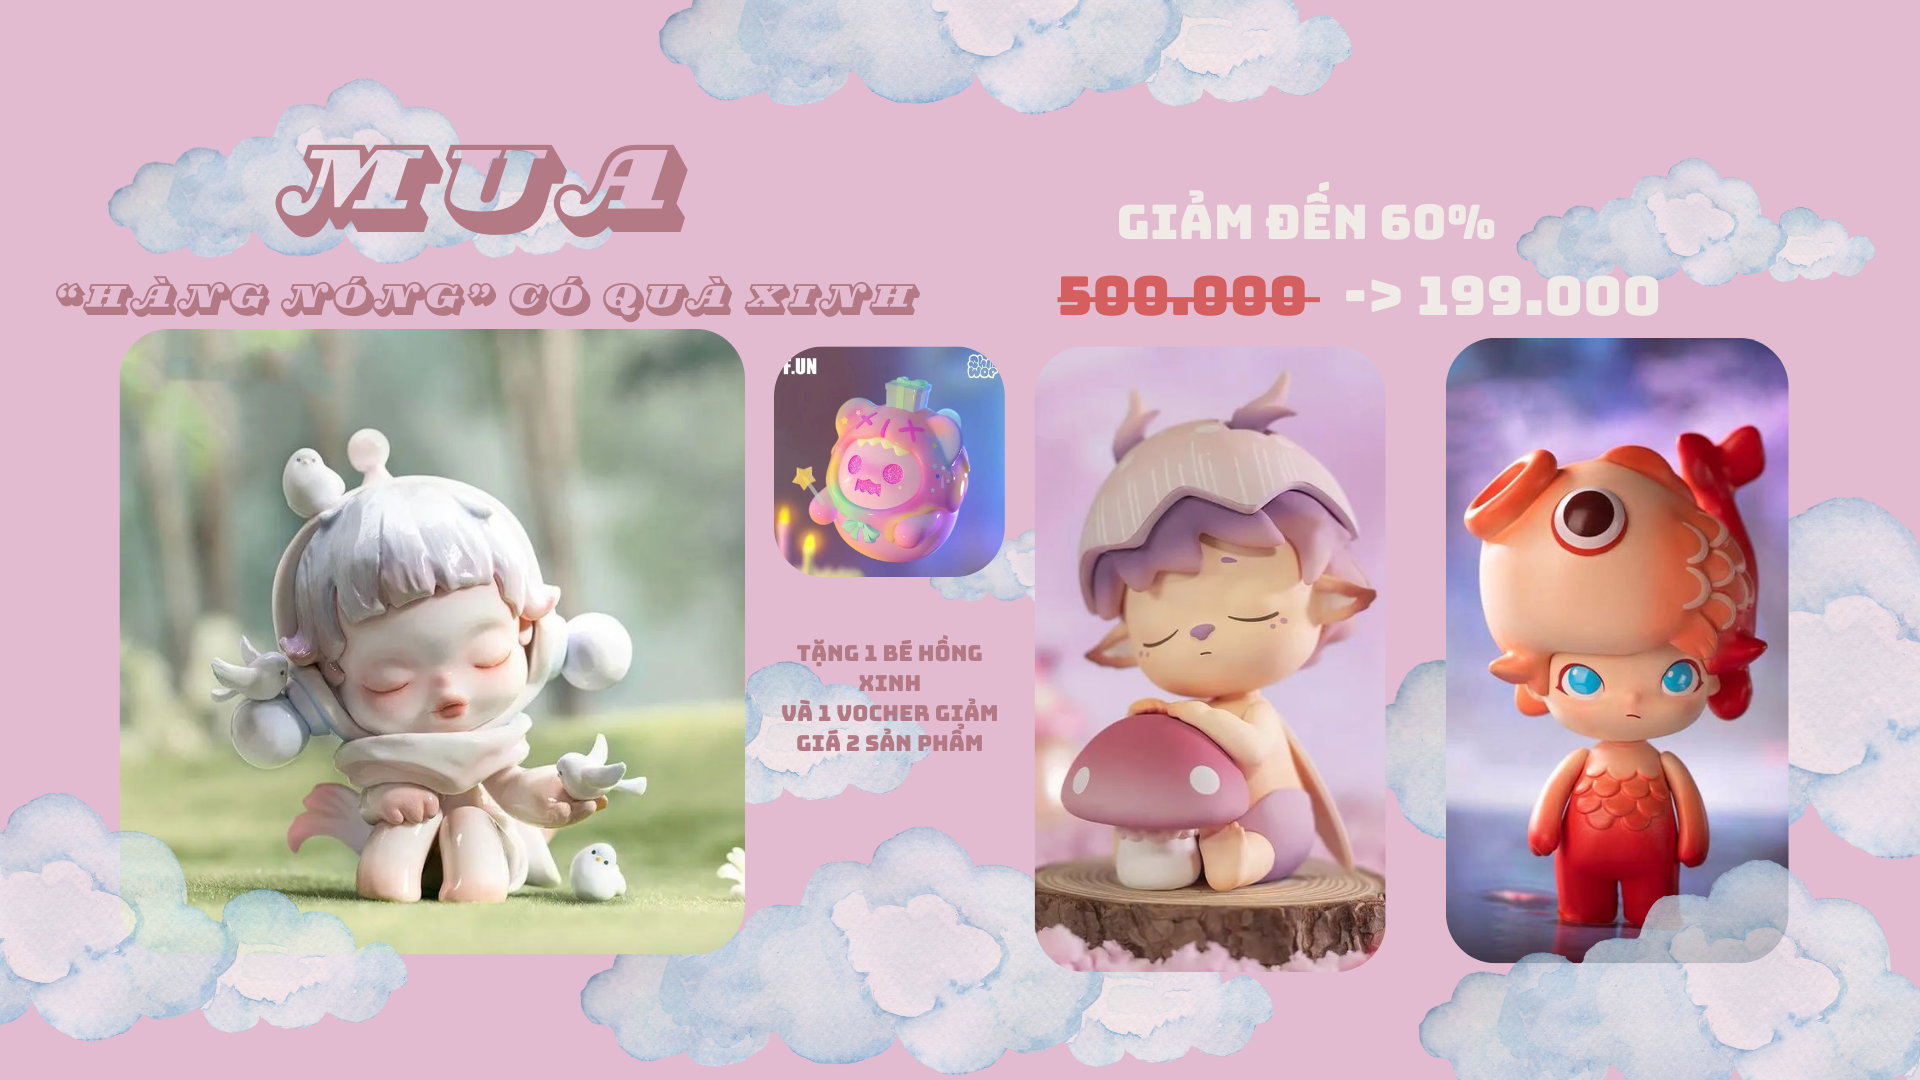 MUA
“HÀNG NÓNG” CÓ QUÀ XINH
GIẢM ĐẾN 60%
500.000 -> 199.000
F.UN
TẶNG 1 BÉ HỒNG
XINH
VÀ 1 VOCHER GIẢM
GIÁ 2 SẢN PHẨM